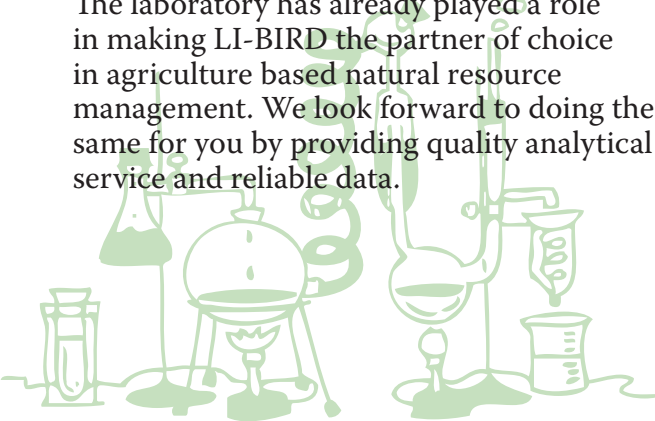 The laboratory has already played a role
in making LI-BIRD the partner of choice
in agriculture based natural resource
management. We look forward to doing the
same for you by providing quality analytical
service and reliable data.